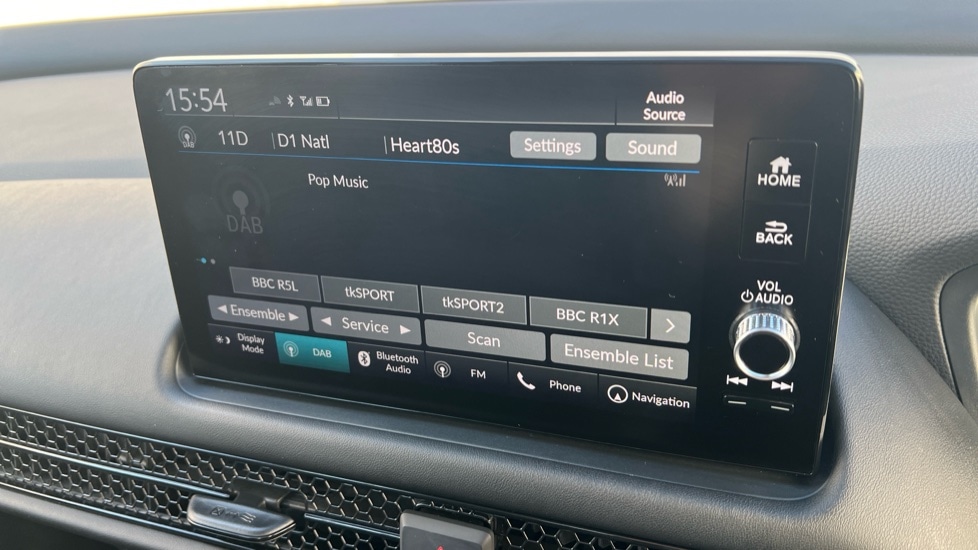 15:54
Audio
Source
DAB 11D D1 Natl Heart80s Settings Sound
Pop Music
DAB
HOME
BACK
BBC R5L tkSPORT tkSPORT2 BBC R1X
Ensemble Service Scan Ensemble List
Display
Mode
DAB
Bluetooth
Audio
FM
Phone
Navigation
VOL
AUDIO